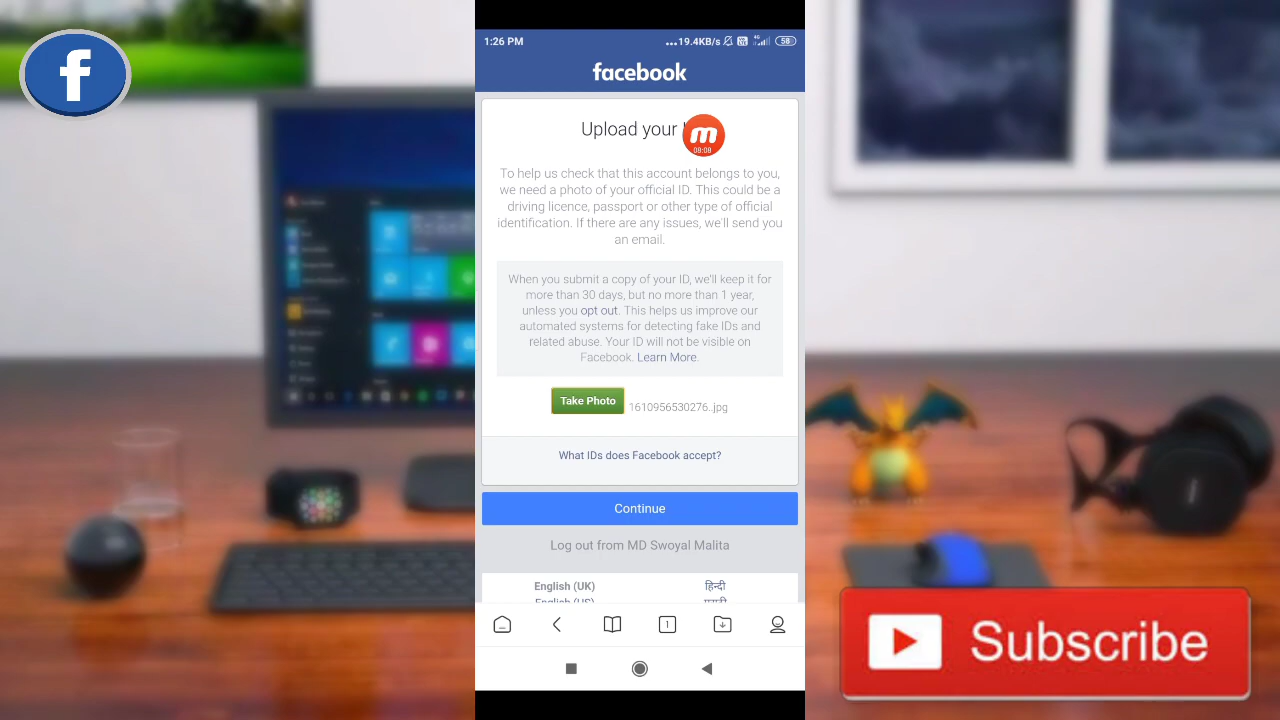 1:26 PM
...19.4KB/s
4G
58
facebook
Upload your
m
08:08
To help us check that this account belongs to you,
we need a photo of your official ID. This could be a
driving licence, passport or other type of official
identification. If there are any issues, we'll send you
an email.
When you submit a copy of your ID, we'll keep it for
more than 30 days, but no more than 1 year,
unless you opt out. This helps us improve our
automated systems for detecting fake IDs and
related abuse. Your ID will not be visible on
Facebook. Learn More.
Take Photo
1610956530276..jpg
What IDs does Facebook accept?
Continue
Log out from MD Swoyal Malita
English (UK)
हिन्दी
English (US)
1
f
Subscribe